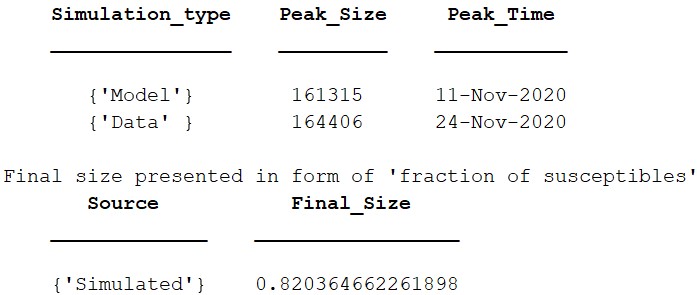 Simulation_type Peak_Size Peak_Time
{'Model'} 161315 11-Nov-2020
{'Data' } 164406 24-Nov-2020
Final size presented in form of 'fraction of susceptibles'
Source Final_Size
{'Simulated'} 0.820364662261898